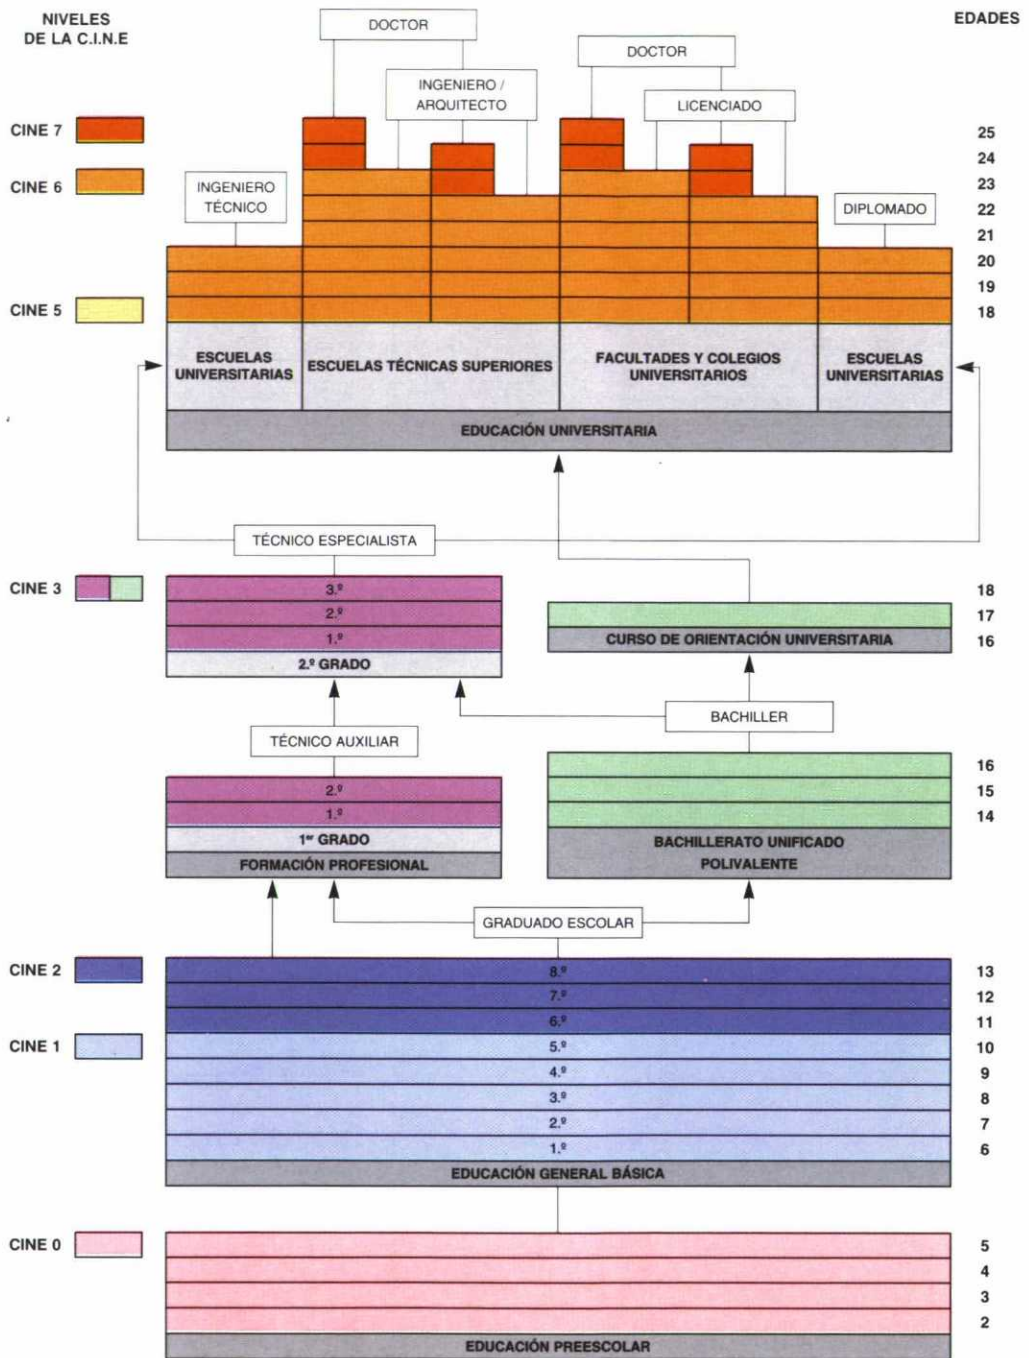 NIVELES
DE LA C.I.N.E
EDADES
DOCTOR
DOCTOR
INGENIERO /
ARQUITECTO
LICENCIADO
CINE 7
25
24
CINE 6
23
INGENIERO
TÉCNICO
DIPLOMADO
22
21
20
19
CINE 5
18
ESCUELAS
UNIVERSITARIAS
ESCUELAS TÉCNICAS SUPERIORES
FACULTADES Y COLEGIOS
UNIVERSITARIOS
ESCUELAS
UNIVERSITARIAS
EDUCACIÓN UNIVERSITARIA
TÉCNICO ESPECIALISTA
CINE 3
3.º
18
2.º
17
1.º
CURSO DE ORIENTACIÓN UNIVERSITARIA
16
2.º GRADO
BACHILLER
TÉCNICO AUXILIAR
16
2.º
15
1.º
14
1er GRADO
FORMACIÓN PROFESIONAL
BACHILLERATO UNIFICADO
POLIVALENTE
GRADUADO ESCOLAR
CINE 2
8.º
13
7.º
12
6.º
11
CINE 1
5.º
10
4.º
9
3.º
8
2.º
7
1.º
6
EDUCACIÓN GENERAL BÁSICA
CINE 0
5
4
3
2
EDUCACIÓN PREESCOLAR